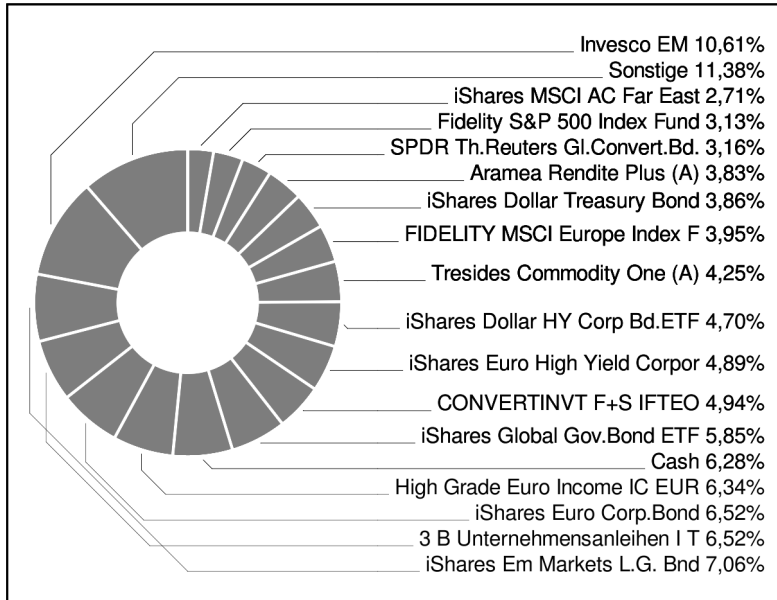 Invesco EM 10,61%
Sonstige 11,38%
iShares MSCI AC Far East 2,71%
Fidelity S&P 500 Index Fund 3,13%
SPDR Th.Reuters Gl.Convert.Bd. 3,16%
Aramea Rendite Plus (A) 3,83%
iShares Dollar Treasury Bond 3,86%
FIDELITY MSCI Europe Index F 3,95%
Tresides Commodity One (A) 4,25%
iShares Dollar HY Corp Bd.ETF 4,70%
iShares Euro High Yield Corpor 4,89%
CONVERTINVT F+S IFTEO 4,94%
iShares Global Gov.Bond ETF 5,85%
Cash 6,28%
High Grade Euro Income IC EUR 6,34%
iShares Euro Corp.Bond 6,52%
3 B Unternehmensanleihen I T 6,52%
iShares Em Markets L.G. Bnd 7,06%